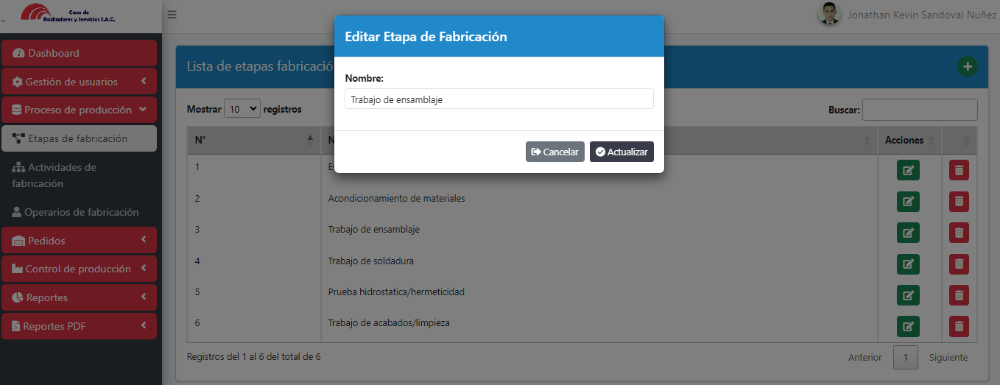 Casa de
Radiadores y Servicios S.A.C.
Jonathan Kevin Sandoval Nuñez
Dashboard
Gestión de usuarios
Proceso de producción
Etapas de fabricación
Actividades de
fabricación
Operarios de fabricación
Pedidos
Control de producción
Reportes
Reportes PDF
Editar Etapa de Fabricación
Nombre:
Trabajo de ensamblaje
Cancelar
Actualizar
Lista de etapas fabricació
Mostrar 10 registros
Buscar:
N° N Acciones
1
2 Acondicionamiento de materiales
3 Trabajo de ensamblaje
4 Trabajo de soldadura
5 Prueba hidrostatica/hermeticidad
6 Trabajo de acabados/limpieza
Registros del 1 al 6 del total de 6
Anterior 1 Siguiente